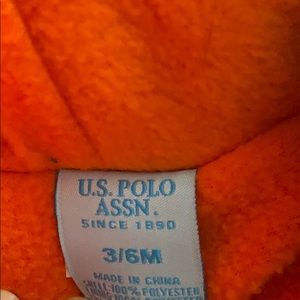 U.S. POLO
ASSN.
SINCE 1890
3/6M
MADE IN CHINA
SHELL:100% POLYESTER